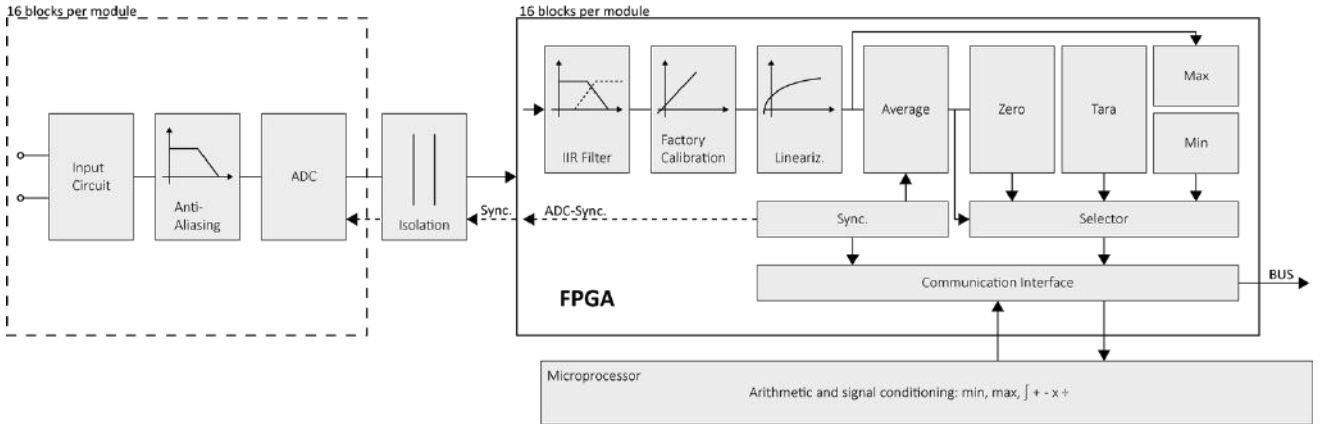 16 blocks per module
16 blocks per module
Input
Circuit
Anti-
Aliasing
ADC
Isolation
Sync.
ADC-Sync.
IIR Filter
Factory
Calibration
Lineariz.
Average
Zero
Tara
Max
Min
Sync.
Selector
Communication Interface
BUS
FPGA
Microprocessor
Arithmetic and signal conditioning: min, max, ∫ + - x ÷